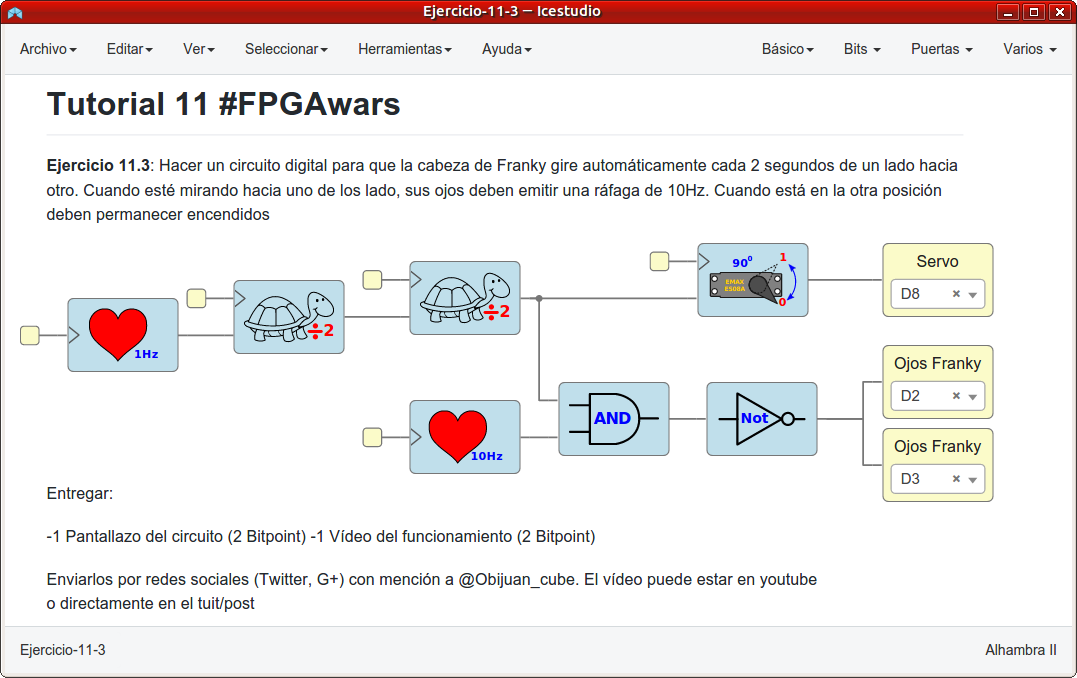 Ejercicio-11-3 — Icestudio
Archivo Editar Ver Seleccionar Herramientas Ayuda Básico Bits Puertas Varios
Tutorial 11 #FPGAwars
Ejercicio 11.3: Hacer un circuito digital para que la cabeza de Franky gire automáticamente cada 2 segundos de un lado hacia
otro. Cuando esté mirando hacia uno de los lado, sus ojos deben emitir una ráfaga de 10Hz. Cuando está en la otra posición
deben permanecer encendidos
1Hz
÷2
÷2
90⁰
1
EMAX
ES08A
0
Servo
D8
10Hz
AND
Not
Ojos Franky
D2
Ojos Franky
D3
Entregar:
-1 Pantallazo del circuito (2 Bitpoint) -1 Vídeo del funcionamiento (2 Bitpoint)
Enviarlos por redes sociales (Twitter, G+) con mención a @Obijuan_cube. El vídeo puede estar en youtube
o directamente en el tuit/post
Ejercicio-11-3
Alhambra II